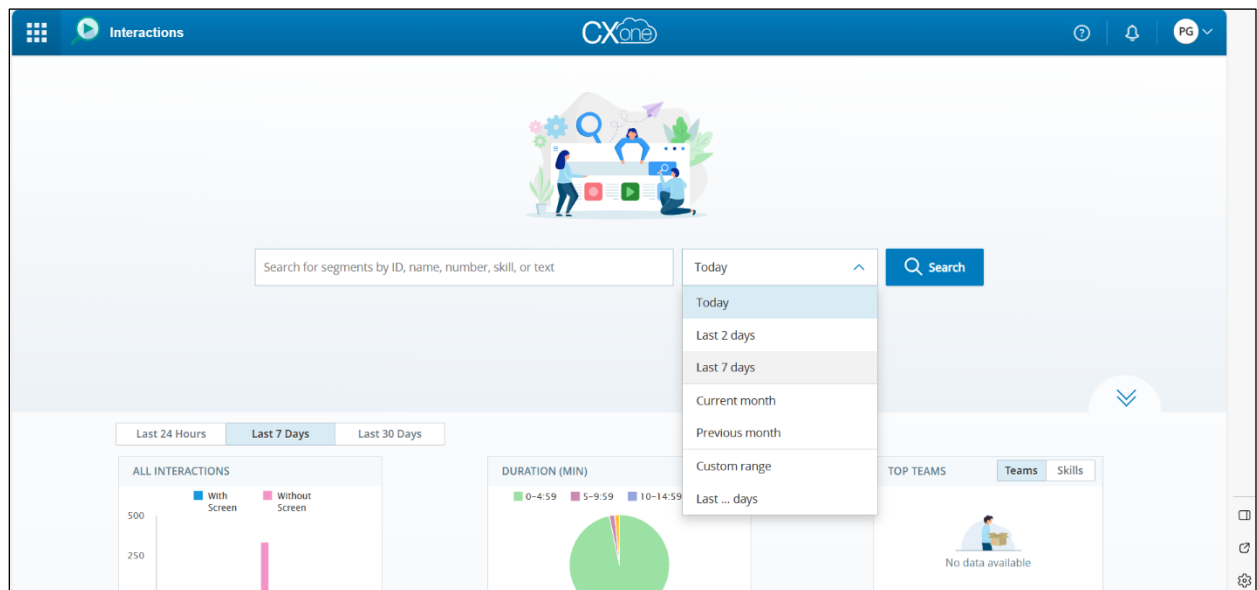 Interactions
CXone
PG
Search for segments by ID, name, number, skill, or text
Today
Search
Today
Last 2 days
Last 7 days
Current month
Previous month
Custom range
Last ... days
Last 24 Hours
Last 7 Days
Last 30 Days
ALL INTERACTIONS
With Screen
Without Screen
500
250
DURATION (MIN)
0-4:59
5-9:59
10-14:59
TOP TEAMS
Teams
Skills
No data available